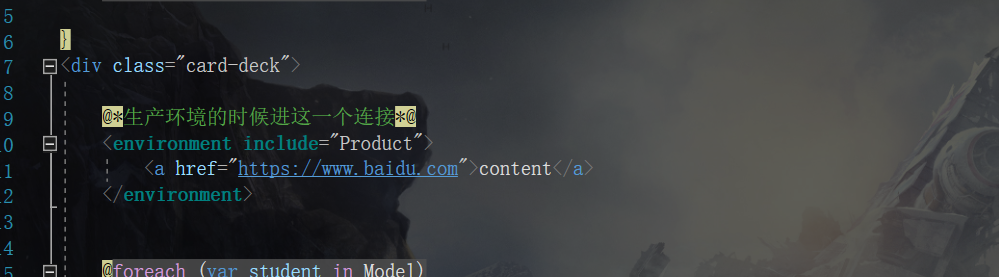 5
6 }
7 <div class="card-deck">
8
9 @*生产环境的时候进这一个连接*@
0 <environment include="Product">
1 <a href="https://www.baidu.com">content</a>
2 </environment>
3
4
5 @foreach (var student in Model)